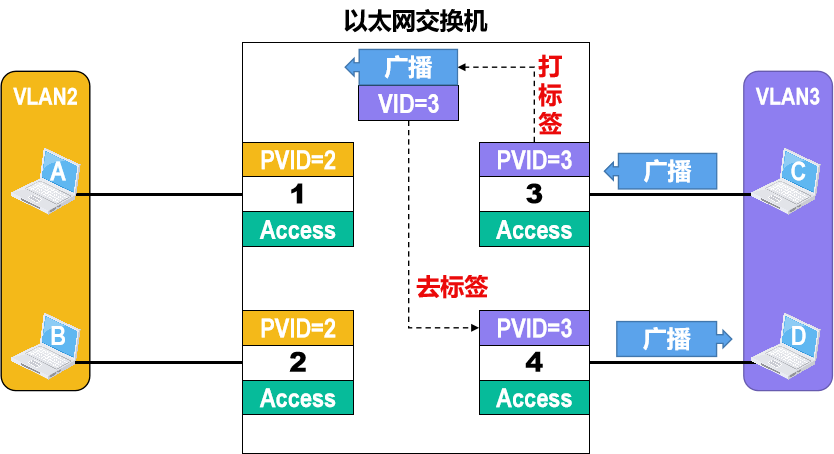 以太网交换机
VLAN2
A
B
广播
VID=3
打
标
签
PVID=2
1
Access
PVID=3
3
Access
广播
去标签
PVID=2
2
Access
PVID=3
4
Access
广播
VLAN3
C
D